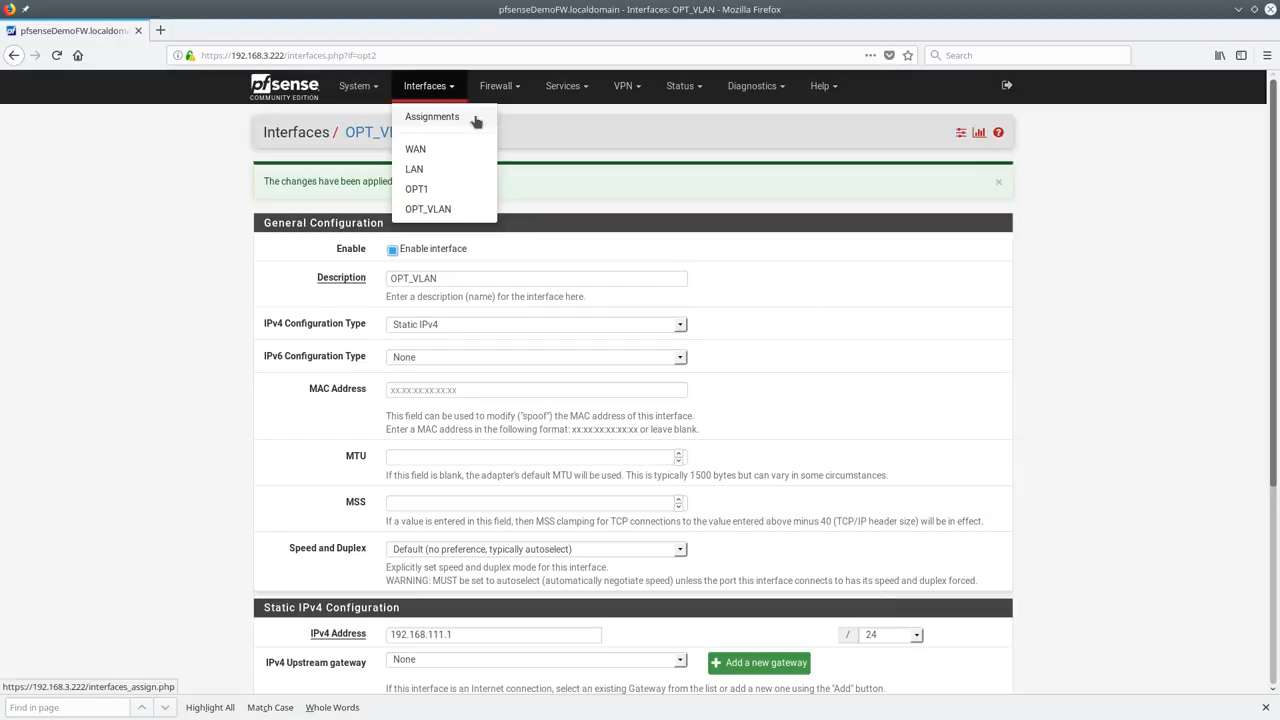 pfsenseDemoFW.localdomain - Interfaces: OPT_VLAN - Mozilla Firefox
pfsenseDemoFW.localdom
https://192.168.3.222/interfaces.php?if=opt2
Search
pfsense
COMMUNITY EDITION
System
Interfaces
Firewall
Services
VPN
Status
Diagnostics
Help
Interfaces / OPT_VL
Assignments
WAN
LAN
OPT1
OPT_VLAN
The changes have been applied
General Configuration
Enable
Enable interface
Description
OPT_VLAN
Enter a description (name) for the interface here.
IPv4 Configuration Type
Static IPv4
IPv6 Configuration Type
None
MAC Address
xx:xx:xx:xx:xx:xx
This field can be used to modify ("spoof") the MAC address of this interface.
Enter a MAC address in the following format: xx:xx:xx:xx:xx:xx or leave blank.
MTU
If this field is blank, the adapter's default MTU will be used. This is typically 1500 bytes but can vary in some circumstances.
MSS
If a value is entered in this field, then MSS clamping for TCP connections to the value entered above minus 40 (TCP/IP header size) will be in effect.
Speed and Duplex
Default (no preference, typically autoselect)
Explicitly set speed and duplex mode for this interface.
WARNING: MUST be set to autoselect (automatically negotiate speed) unless the port this interface connects to has its speed and duplex forced.
Static IPv4 Configuration
IPv4 Address
192.168.111.1
/ 24
IPv4 Upstream gateway
None
Add a new gateway
If this interface is an Internet connection, select an existing Gateway from the list or add a new one using the "Add" button.
https://192.168.3.222/interfaces_assign.php
Find in page
Highlight All
Match Case
Whole Words